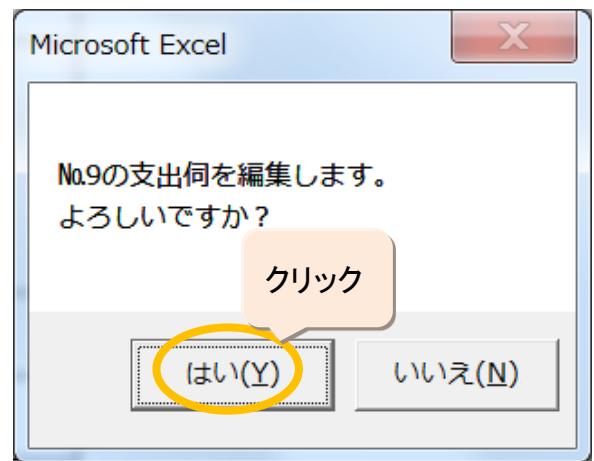 Microsoft Excel
№9の支出伺を編集します。
よろしいですか？
クリック
はい(Y)
いいえ(N)